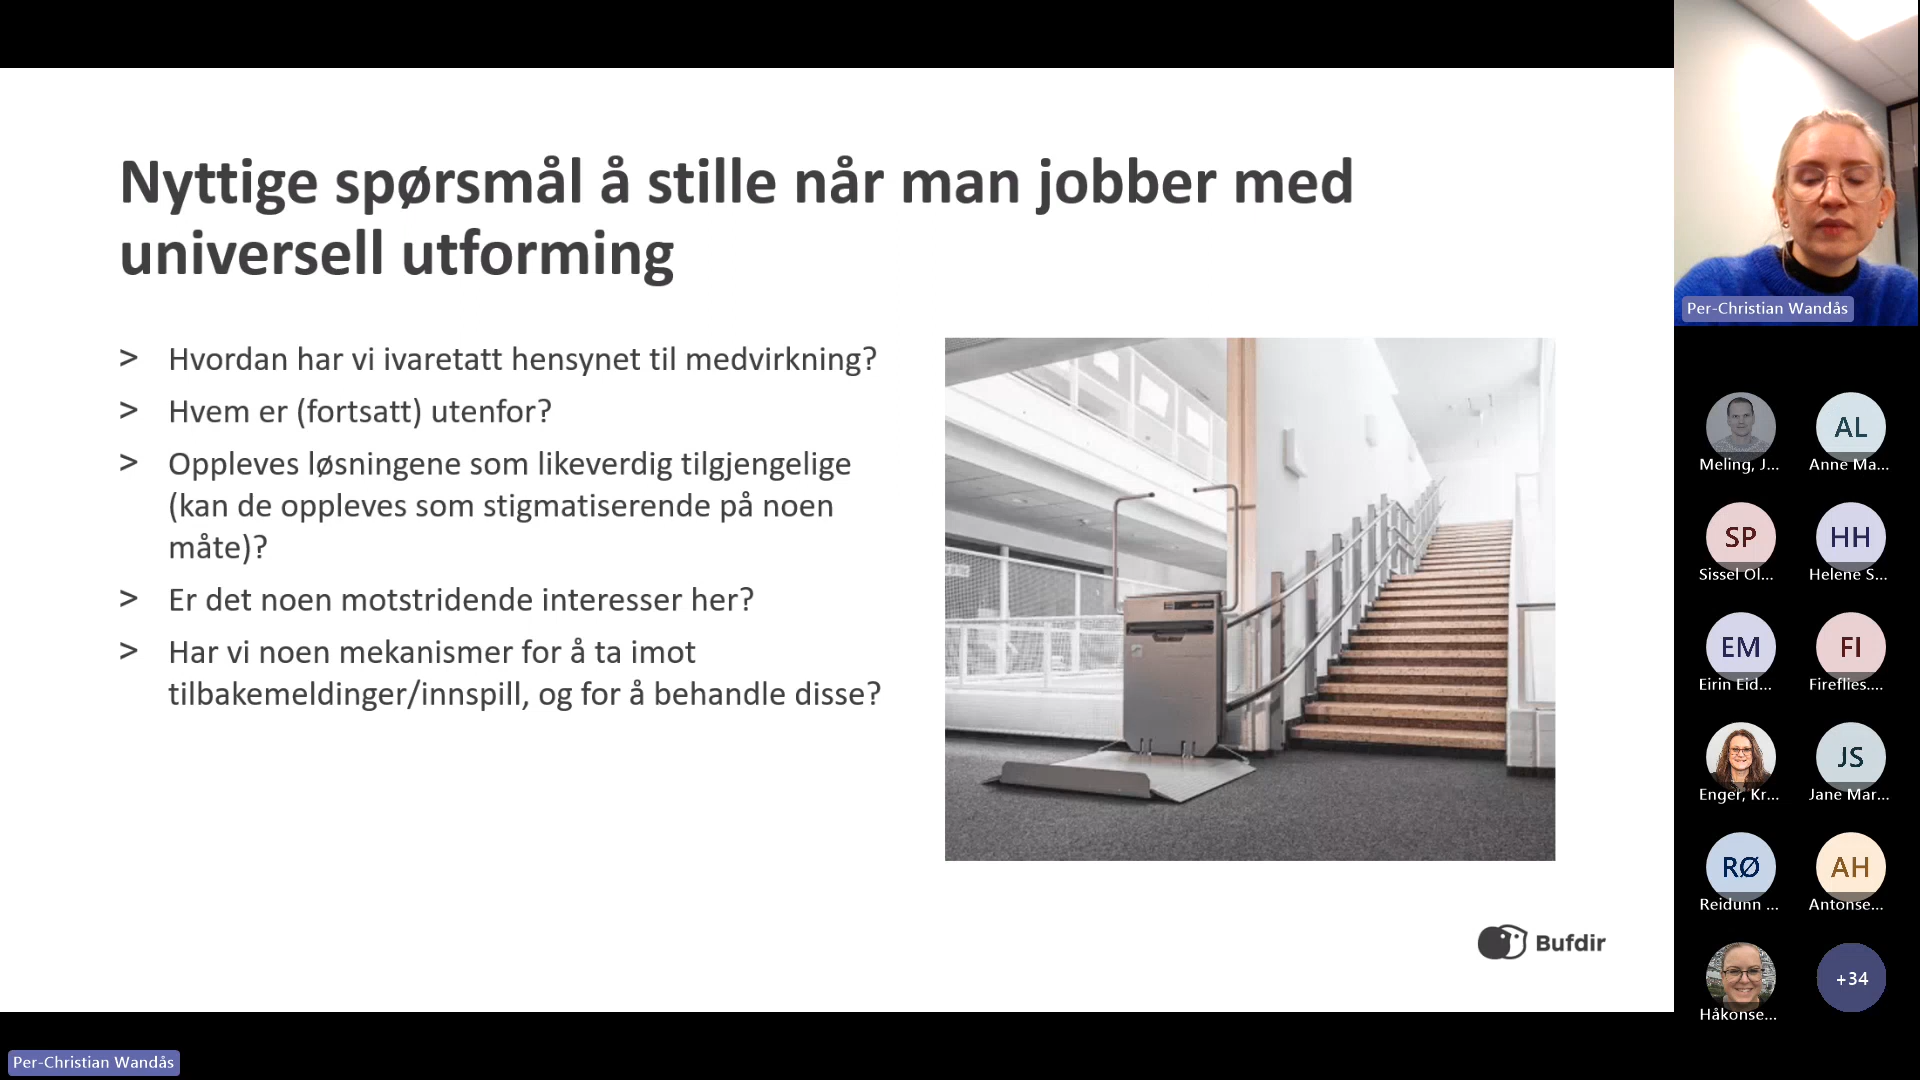 Nyttige spørsmål å stille når man jobber med
universell utforming
> Hvordan har vi ivaretatt hensynet til medvirkning?
> Hvem er (fortsatt) utenfor?
> Oppleves løsningene som likeverdig tilgjengelige
(kan de oppleves som stigmatiserende på noen
måte)?
> Er det noen motstridende interesser her?
> Har vi noen mekanismer for å ta imot
tilbakemeldinger/innspill, og for å behandle disse?
Bufdir
Per-Christian Wandås
Meling, J...
AL
Anne Ma...
SP
Sissel Ol...
HH
Helene S...
EM
Eirin Eid...
FI
Fireflies....
Enger, Kr...
JS
Jane Mar...
RØ
Reidunn ...
AH
Antonse...
Håkonse...
+34
Per-Christian Wandås